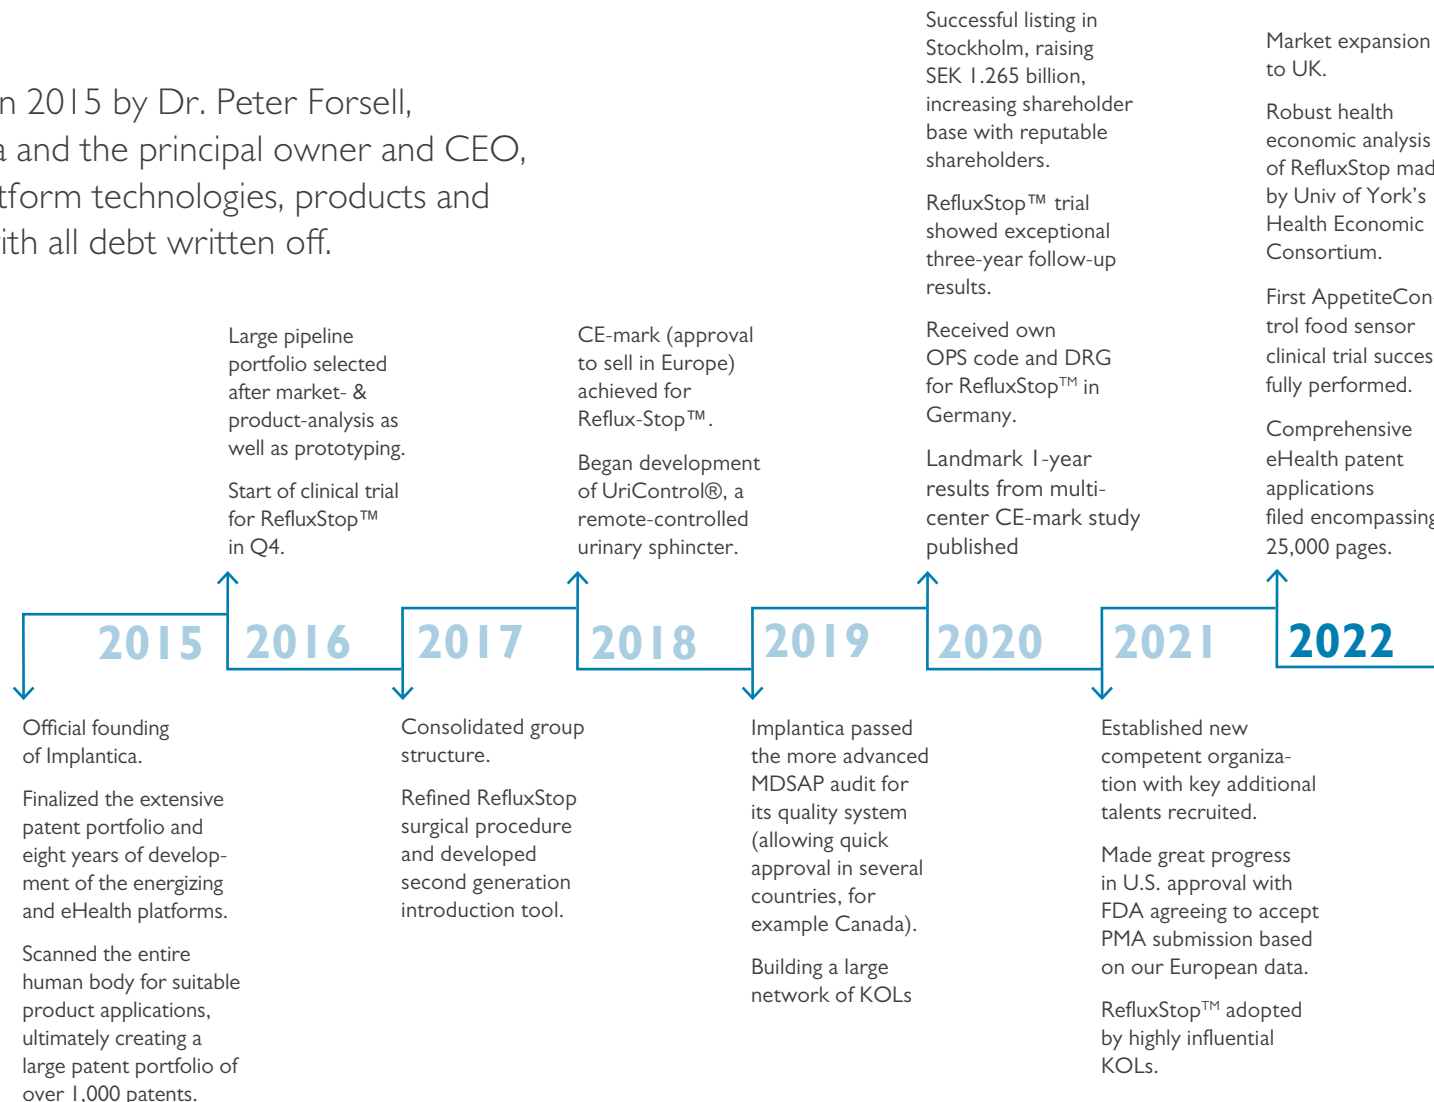 n 2015 by Dr. Peter Forsell,
a and the principal owner and CEO,
tform technologies, products and
ith all debt written off.
Official founding
of Implantica.
Finalized the extensive
patent portfolio and
eight years of develop-
ment of the energizing
and eHealth platforms.
Scanned the entire
human body for suitable
product applications,
ultimately creating a
large patent portfolio of
over 1,000 patents.
2015
Large pipeline
portfolio selected
after market- &
product-analysis as
well as prototyping.
Start of clinical trial
for RefluxStop™
in Q4.
2016
Consolidated group
structure.
Refined RefluxStop
surgical procedure
and developed
second generation
introduction tool.
2017
CE-mark (approval
to sell in Europe)
achieved for
Reflux-Stop™.
Began development
of UriControl®, a
remote-controlled
urinary sphincter.
2018
Implantica passed
the more advanced
MDSAP audit for
its quality system
(allowing quick
approval in several
countries, for
example Canada).
Building a large
network of KOLs
2019
Successful listing in
Stockholm, raising
SEK 1.265 billion,
increasing shareholder
base with reputable
shareholders.
RefluxStop™ trial
showed exceptional
three-year follow-up
results.
Received own
OPS code and DRG
for RefluxStop™ in
Germany.
Landmark 1-year
results from multi-
center CE-mark study
published
2020
Established new
competent organiza-
tion with key additional
talents recruited.
Made great progress
in U.S. approval with
FDA agreeing to accept
PMA submission based
on our European data.
RefluxStop™ adopted
by highly influential
KOLs.
2021
Market expansion
to UK.
Robust health
economic analysis
of RefluxStop mad
by Univ of York's
Health Economic
Consortium.
First AppetiteCon-
trol food sensor
clinical trial succes
fully performed.
Comprehensive
eHealth patent
applications
filed encompassing
25,000 pages.
2022